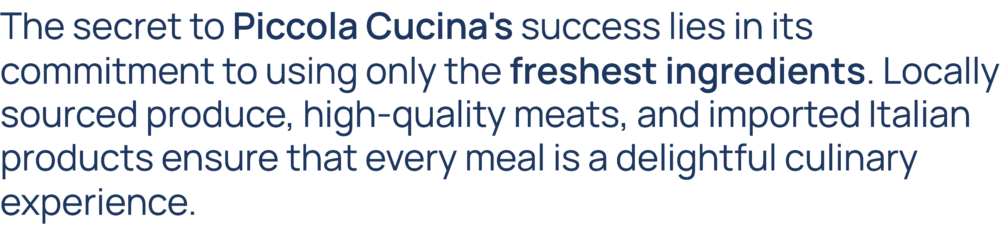 The secret to Piccola Cucina's success lies in its
commitment to using only the freshest ingredients. Locally
sourced produce, high-quality meats, and imported Italian
products ensure that every meal is a delightful culinary
experience.